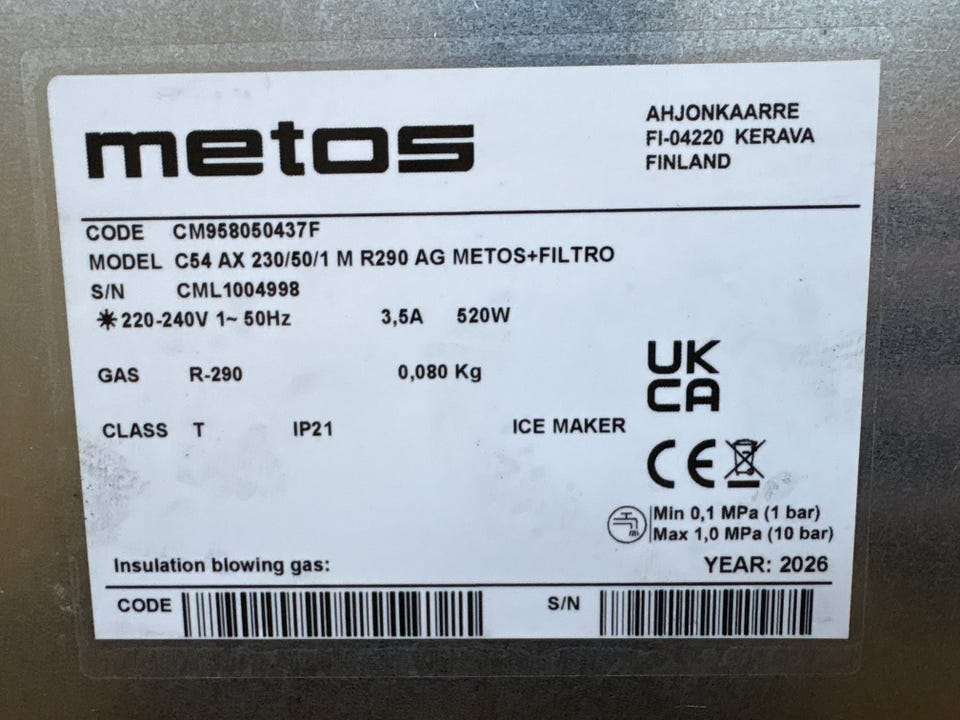 metos
AHJONKAARRE
FI-04220 KERAVA
FINLAND
CODE CM958050437F
MODEL C54 AX 230/50/1 M R290 AG METOS+FILTRO
S/N CML1004998
220-240V 1~ 50Hz 3,5A 520W
GAS R-290 0,080 Kg
UK
CA
CLASS T IP21 ICE MAKER
CE
Min 0,1 MPa (1 bar)
Max 1,0 MPa (10 bar)
Insulation blowing gas: YEAR: 2026
CODE S/N